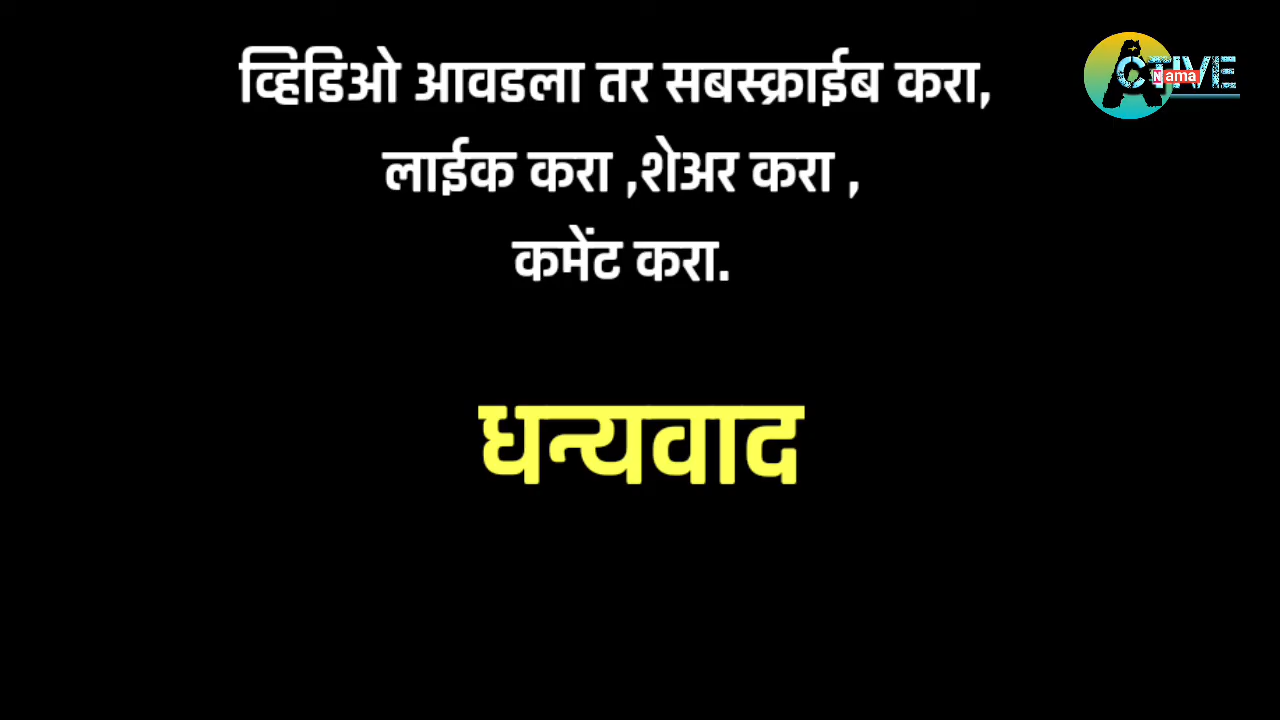 व्हिडिओ आवडला तर सबस्क्राईब करा,
लाईक करा ,शेअर करा ,
कमेंट करा.
धन्यवाद
ACTIVE
Nama